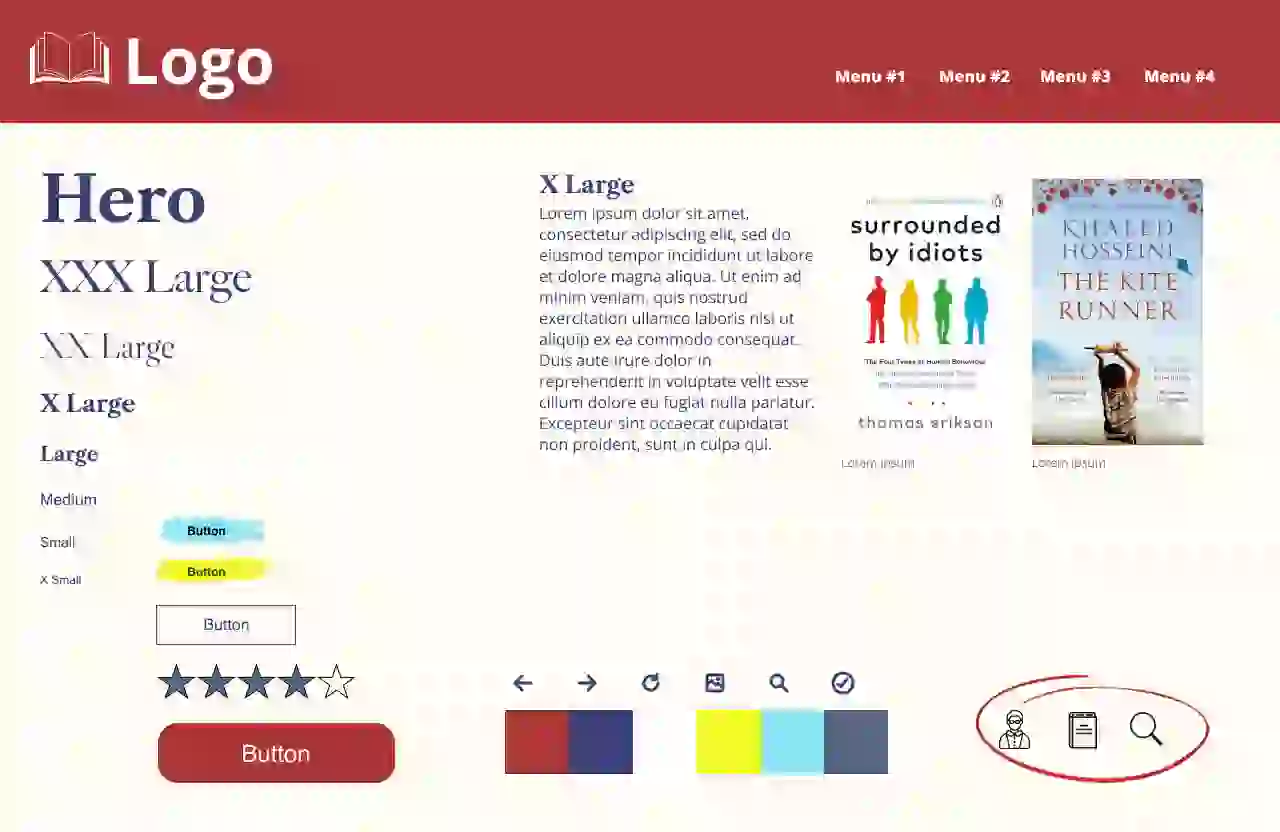 Logo
Menu #1 Menu #2 Menu #3 Menu #4
Hero
XXX Large
XX Large
X Large
Large
Medium
Small
X Small
Button
Button
Button
Button
X Large
Lorem ipsum dolor sit amet,
consectetur adipiscing elit, sed do
eiusmod tempor incididunt ut labore
et dolore magna aliqua. Ut enim ad
minim veniam, quis nostrud
exercitation ullamco laboris nisi ut
aliquip ex ea commodo consequat.
Duis aute irure dolor in
reprehenderit in voluptate velit esse
cillum dolore eu fugiat nulla pariatur.
Excepteur sint occaecat cupidatat
non proident, sunt in culpa qui.
surrounded
by idiots
The Four Types of Human Behaviour
thomas erikson
Lorem ipsum
KHALED
HOSSEINI
THE KITE
RUNNER
Lorem ipsum